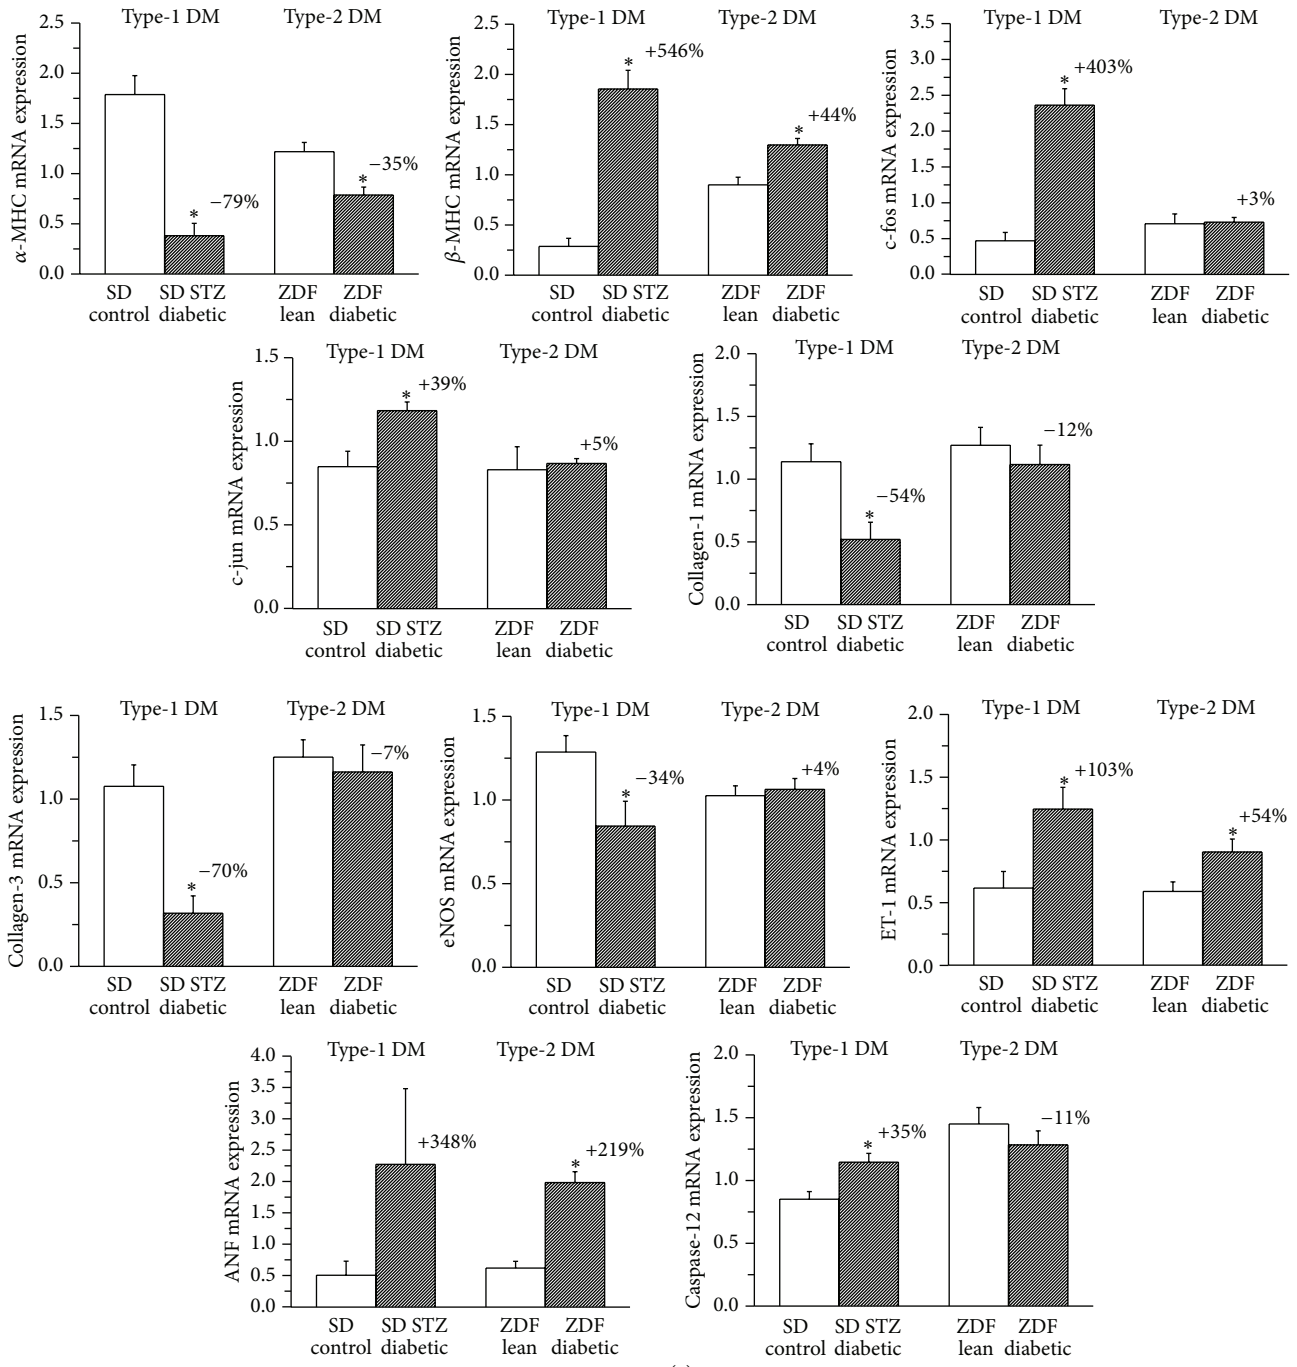 Type-1 DM Type-2 DM
α-MHC mRNA expression
2.5
2.0
1.5
1.0
0.5
0.0
−79%
*
−35%
*
SD SD STZ ZDF ZDF
control diabetic lean diabetic
Type-1 DM Type-2 DM
β-MHC mRNA expression
2.5
2.0
1.5
1.0
0.5
0.0
+546%
*
+44%
*
SD SD STZ ZDF ZDF
control diabetic lean diabetic
Type-1 DM Type-2 DM
c-fos mRNA expression
3.5
3.0
2.5
2.0
1.5
1.0
0.5
0.0
+403%
*
+3%
SD SD STZ ZDF ZDF
control diabetic lean diabetic
Type-1 DM Type-2 DM
c-jun mRNA expression
1.5
1.0
0.5
0.0
+39%
*
+5%
SD SD STZ ZDF ZDF
control diabetic lean diabetic
Type-1 DM Type-2 DM
Collagen-1 mRNA expression
2.0
1.5
1.0
0.5
0.0
−54%
*
−12%
SD SD STZ ZDF ZDF
control diabetic lean diabetic
Type-1 DM Type-2 DM
Collagen-3 mRNA expression
1.5
1.0
0.5
0.0
−70%
*
−7%
SD SD STZ ZDF ZDF
control diabetic lean diabetic
Type-1 DM Type-2 DM
eNOS mRNA expression
1.5
1.0
0.5
0.0
−34%
*
+4%
SD SD STZ ZDF ZDF
control diabetic lean diabetic
Type-1 DM Type-2 DM
ET-1 mRNA expression
2.0
1.5
1.0
0.5
0.0
+103%
*
+54%
*
SD SD STZ ZDF ZDF
control diabetic lean diabetic
Type-1 DM Type-2 DM
ANF mRNA expression
4.0
3.5
3.0
2.5
2.0
1.5
1.0
0.5
0.0
+348%
+219%
*
SD SD STZ ZDF ZDF
control diabetic lean diabetic
Type-1 DM Type-2 DM
Caspase-12 mRNA expression
2.0
1.5
1.0
0.5
0.0
+35%
*
−11%
SD SD STZ ZDF ZDF
control diabetic lean diabetic